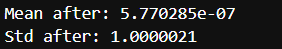 Mean after: 5.770285e-07
Std after: 1.0000021